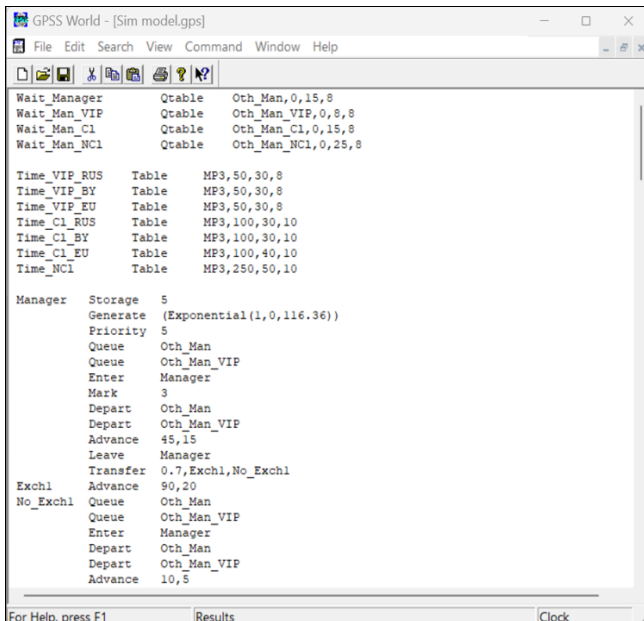 GPSS World - [Sim model.gps]
File Edit Search View Command Window Help
Wait_Manager Qtable Oth_Man,0,15,8
Wait_Man_VIP Qtable Oth_Man_VIP,0,8,8
Wait_Man_Cl Qtable Oth_Man_Cl,0,15,8
Wait_Man_NCl Qtable Oth_Man_NCl,0,25,8
Time_VIP_RUS Table MP3,50,30,8
Time_VIP_BY Table MP3,50,30,8
Time_VIP_EU Table MP3,50,30,8
Time_Cl_RUS Table MP3,100,30,10
Time_Cl_BY Table MP3,100,30,10
Time_Cl_EU Table MP3,100,40,10
Time_NCl Table MP3,250,50,10
Manager Storage 5
Generate (Exponential(1,0,116.36))
Priority 5
Queue Oth_Man
Queue Oth_Man_VIP
Enter Manager
Mark 3
Depart Oth_Man
Depart Oth_Man_VIP
Advance 45,15
Leave Manager
Transfer 0.7,Exch1,No_Exch1
Exch1 Advance 90,20
No_Exch1 Queue Oth_Man
Queue Oth_Man_VIP
Enter Manager
Depart Oth_Man
Depart Oth_Man_VIP
Advance 10,5
For Help, press F1 Results Clock